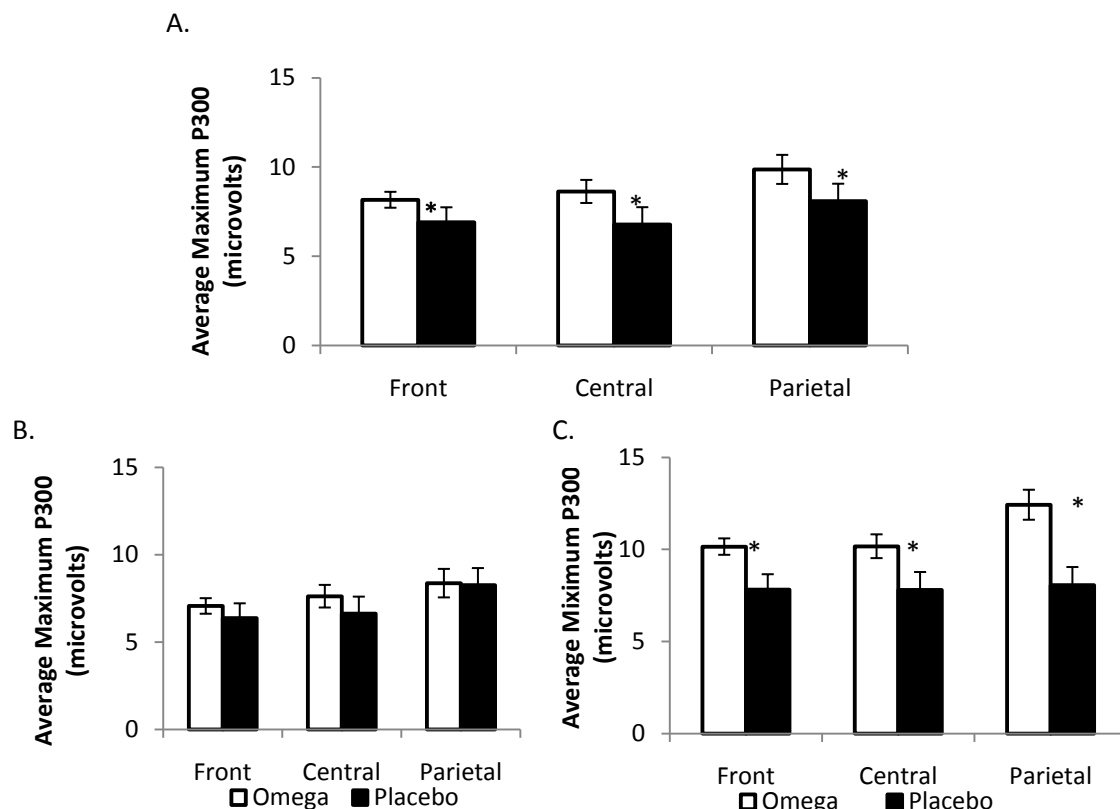 A.
Average Maximum P300
(microvolts)
15
10
5
0
*
*
*
Front Central Parietal
B.
Average Maximum P300
(microvolts)
15
10
5
0
Front Central Parietal
Omega Placebo
C.
Average Miximum P300
(microvolts)
15
10
5
0
*
*
*
Front Central Parietal
Omega Placebo